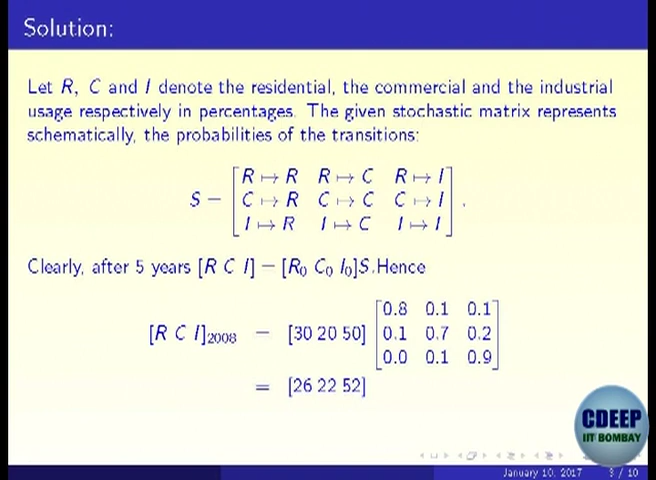 Solution:
Let R, C and I denote the residential, the commercial and the industrial
usage respectively in percentages. The given stochastic matrix represents
schematically, the probabilities of the transitions:
R ↦ R R ↦ C R ↦ I
S = C ↦ R C ↦ C C ↦ I .
I ↦ R I ↦ C I ↦ I
Clearly, after 5 years [R C I] = [R₀ C₀ I₀]S.Hence
0.8 0.1 0.1
[R C I]₂₀₀₈ = [30 20 50] 0.1 0.7 0.2
0.0 0.1 0.9
= [26 22 52]
CDEEP
IIT BOMBAY
January 10, 2017 3 / 10